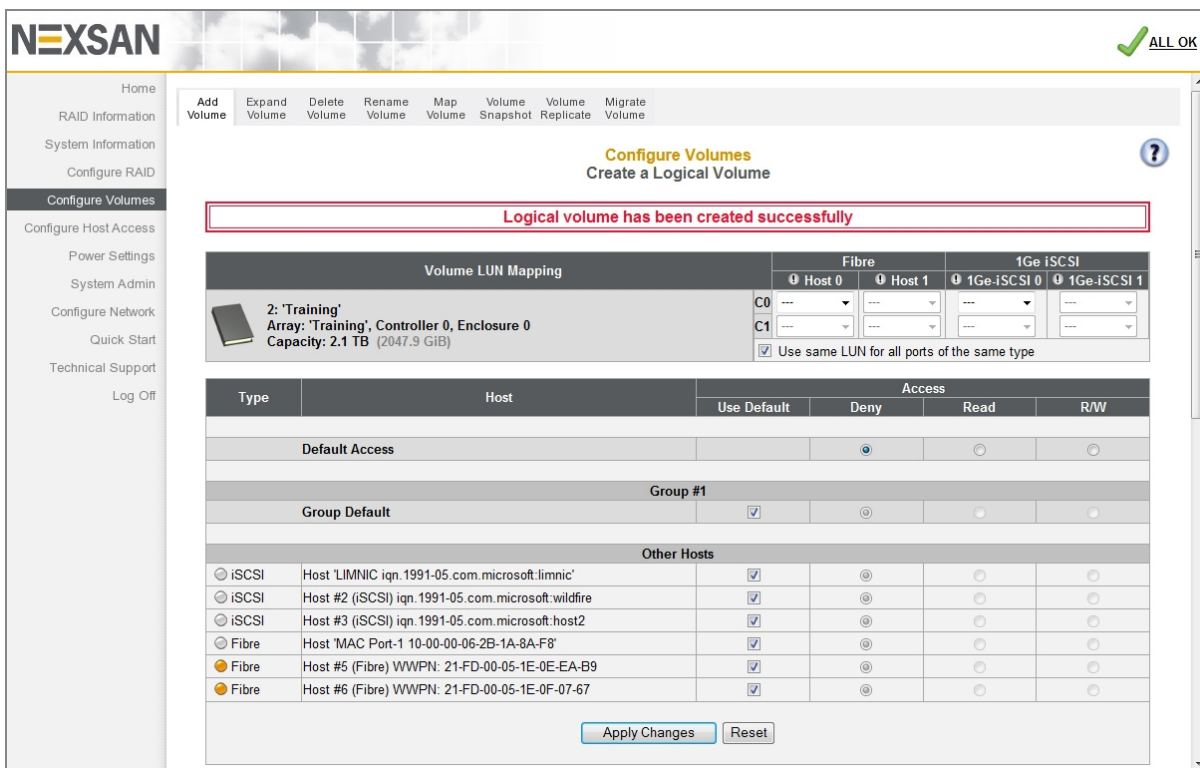 NEXSAN
ALL OK
Home
RAID Information
System Information
Configure RAID
Configure Volumes
Configure Host Access
Power Settings
System Admin
Configure Network
Quick Start
Technical Support
Log Off
Add Volume
Expand Volume
Delete Volume
Rename Volume
Map Volume
Volume Snapshot
Volume Replicate
Migrate Volume
Configure Volumes
Create a Logical Volume
?
Logical volume has been created successfully
Volume LUN Mapping
Fibre
1Ge iSCSI
Host 0
Host 1
1Ge-iSCSI 0
1Ge-iSCSI 1
2: 'Training'
Array: 'Training', Controller 0, Enclosure 0
Capacity: 2.1 TB (2047.9 GiB)
C0 --- --- --- ---
C1 --- --- --- ---
Use same LUN for all ports of the same type
Type
Host
Access
Use Default
Deny
Read
R/W
Default Access
Group #1
Group Default
Other Hosts
iSCSI Host 'LIMNIC iqn.1991-05.com.microsoft:limnic'
iSCSI Host #2 (iSCSI) iqn.1991-05.com.microsoft:wildfire
iSCSI Host #3 (iSCSI) iqn.1991-05.com.microsoft:host2
Fibre Host 'MAC Port-1 10-00-00-06-2B-1A-8A-F8'
Fibre Host #5 (Fibre) WWPN: 21-FD-00-05-1E-0E-EA-B9
Fibre Host #6 (Fibre) WWPN: 21-FD-00-05-1E-0F-07-67
Apply Changes
Reset